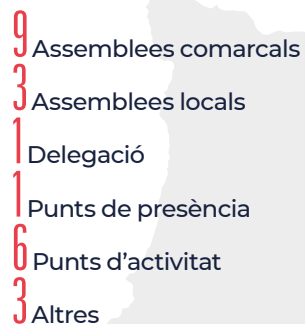 9 Assemblees comarcals
3 Assemblees locals
1 Delegació
1 Punts de presència
6 Punts d’activitat
3 Altres